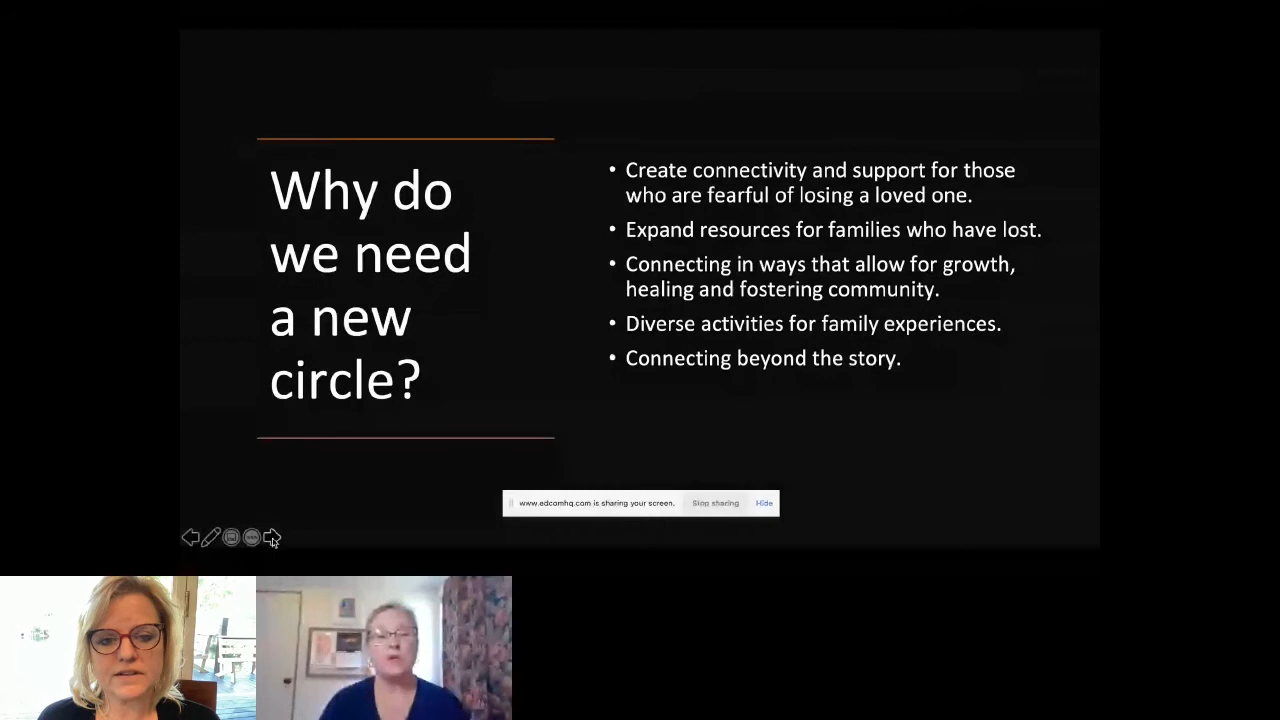 Why do
we need
a new
circle?
• Create connectivity and support for those
who are fearful of losing a loved one.
• Expand resources for families who have lost.
• Connecting in ways that allow for growth,
healing and fostering community.
• Diverse activities for family experiences.
• Connecting beyond the story.
www.edcomhq.com is sharing your screen. Stop sharing Hide